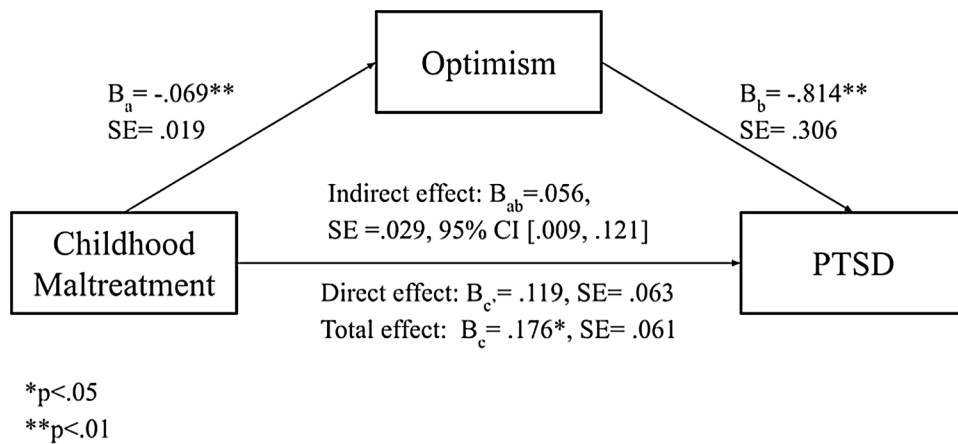 Optimism
Ba= -.069**
SE= .019
Bb= -.814**
SE= .306
Indirect effect: Bab=.056,
SE =.029, 95% CI [.009, .121]
Childhood
Maltreatment
PTSD
Direct effect: Bc'= .119, SE= .063
Total effect: Bc= .176*, SE= .061
*p<.05
**p<.01